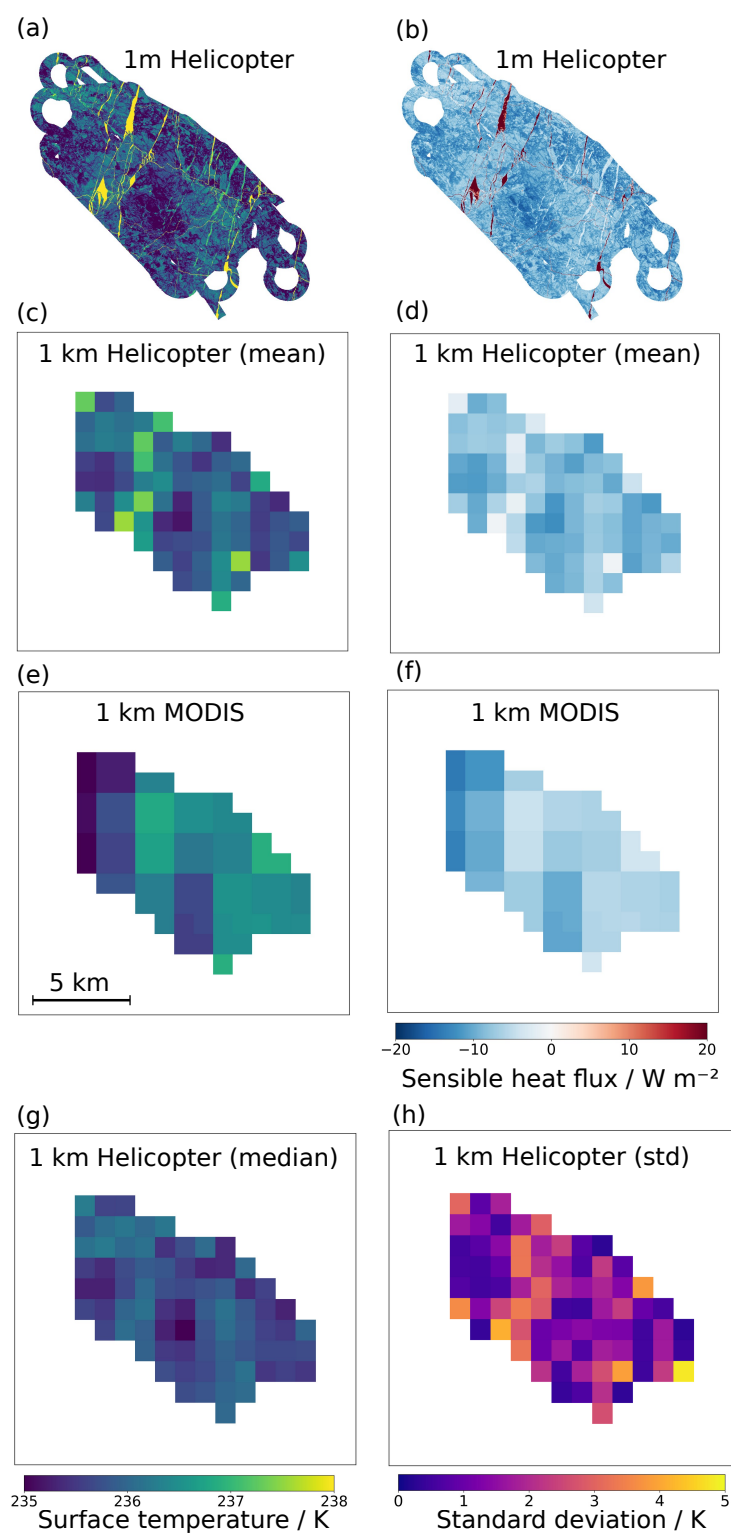 (a)
1m Helicopter
(b)
1m Helicopter
(c)
1 km Helicopter (mean)
(d)
1 km Helicopter (mean)
(e)
1 km MODIS
5 km
(f)
1 km MODIS
−20 −10 0 10 20
Sensible heat flux / W m⁻²
(g)
1 km Helicopter (median)
(h)
1 km Helicopter (std)
235 236 237 238
Surface temperature / K
0 1 2 3 4 5
Standard deviation / K